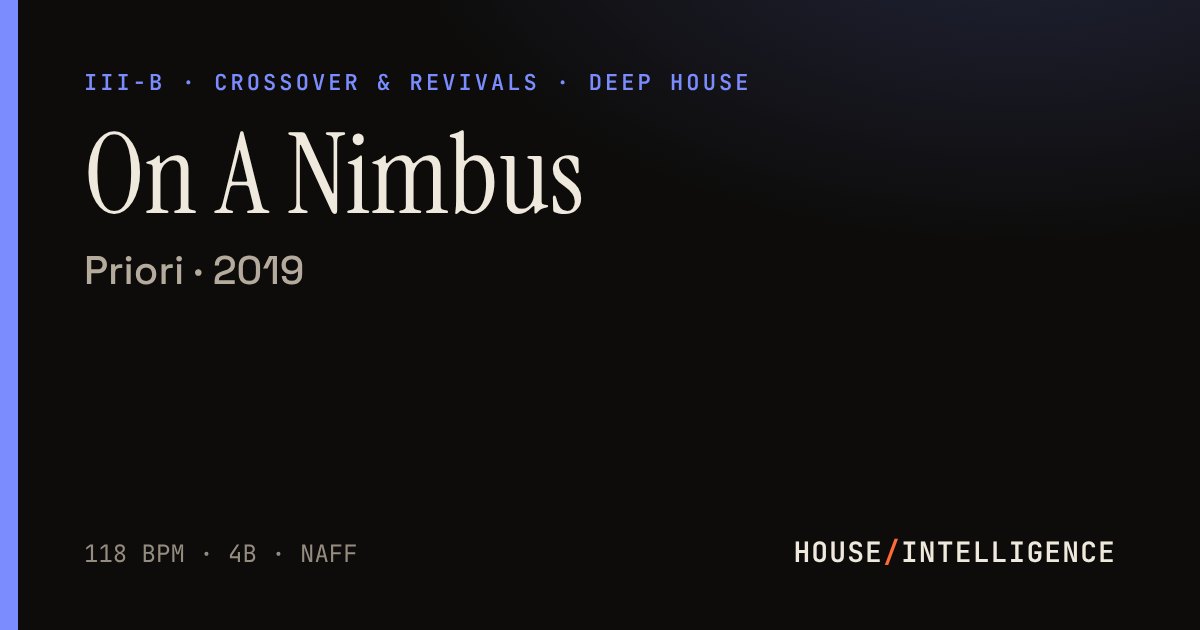 III-B · CROSSOVER & REVIVALS · DEEP HOUSE
On A Nimbus
Priori · 2019
118 BPM · 4B · NAFF
HOUSE/INTELLIGENCE